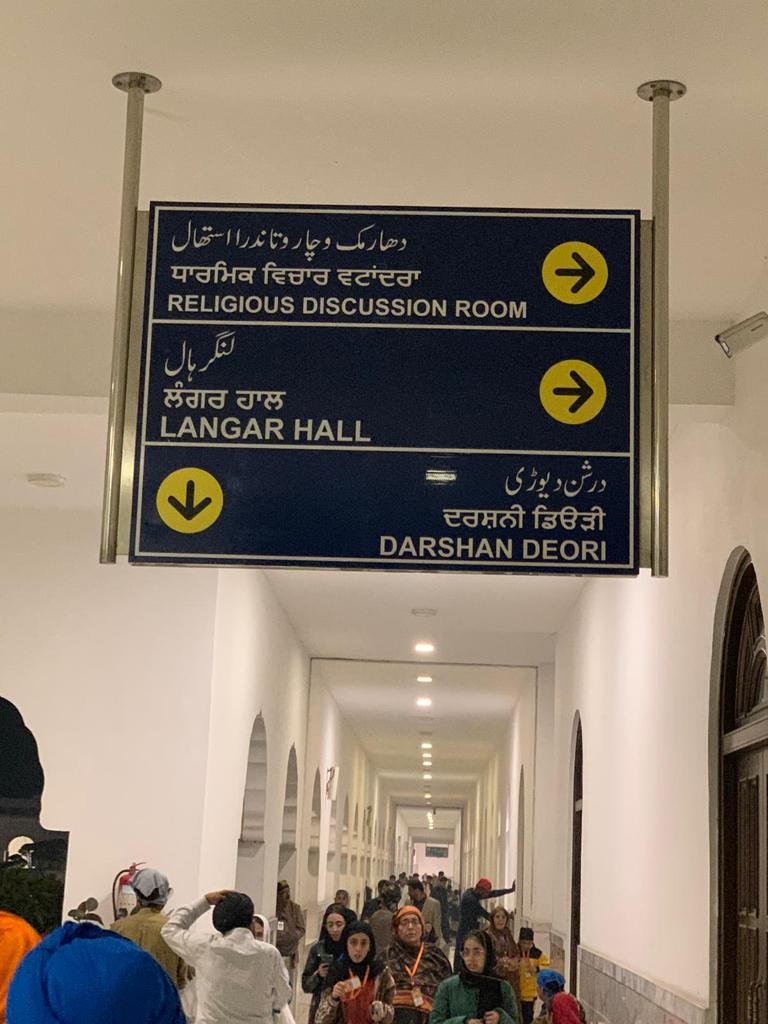 دھارمک وچار وتاندرا استھال
ਧਾਰਮਿਕ ਵਿਚਾਰ ਵਟਾਂਦਰਾ
RELIGIOUS DISCUSSION ROOM
لنگر ہال
ਲੰਗਰ ਹਾਲ
LANGAR HALL
درشن دیوڑی
ਦਰਸ਼ਨੀ ਡਿਓੜੀ
DARSHAN DEORI